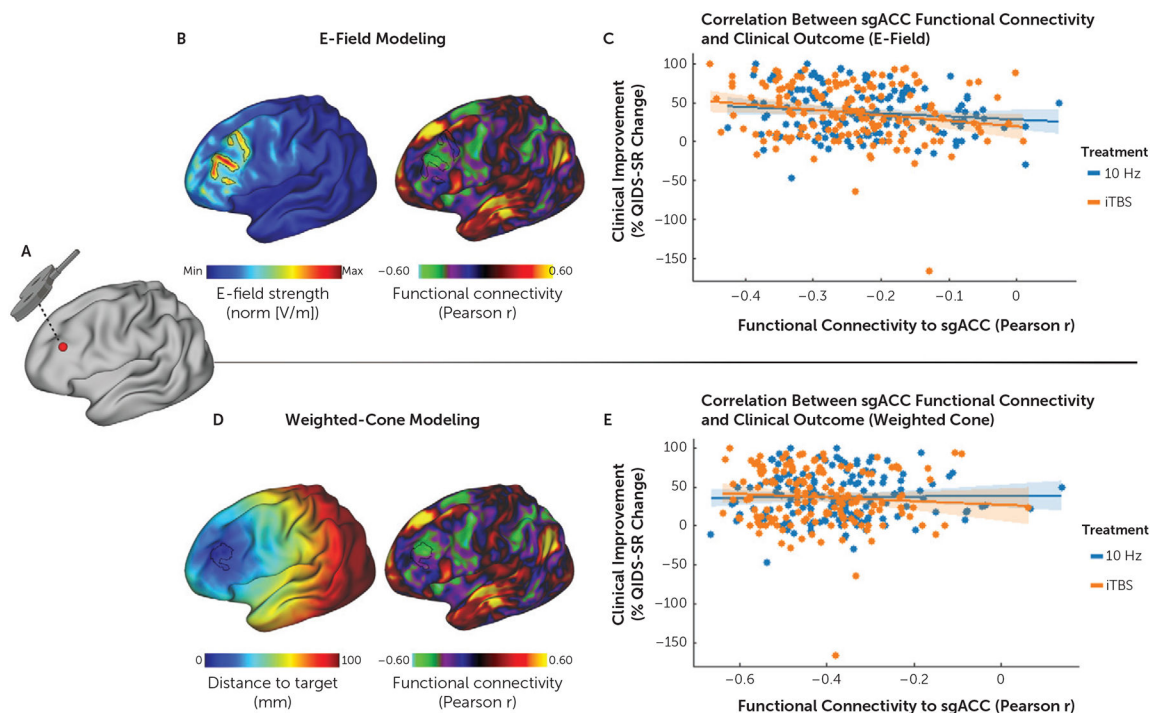 A
B
E-Field Modeling
Min
Max
E-field strength
(norm [V/m])
−0.60
0.60
Functional connectivity
(Pearson r)
C
Correlation Between sgACC Functional Connectivity
and Clinical Outcome (E-Field)
Clinical Improvement
(% QIDS-SR Change)
100
50
0
−50
−100
−150
−0.4
−0.3
−0.2
−0.1
0
Functional Connectivity to sgACC (Pearson r)
Treatment
10 Hz
iTBS
D
Weighted-Cone Modeling
0
100
Distance to target
(mm)
−0.60
0.60
Functional connectivity
(Pearson r)
E
Correlation Between sgACC Functional Connectivity
and Clinical Outcome (Weighted Cone)
Clinical Improvement
(% QIDS-SR Change)
100
50
0
−50
−100
−150
−0.6
−0.4
−0.2
0
Functional Connectivity to sgACC (Pearson r)
Treatment
10 Hz
iTBS